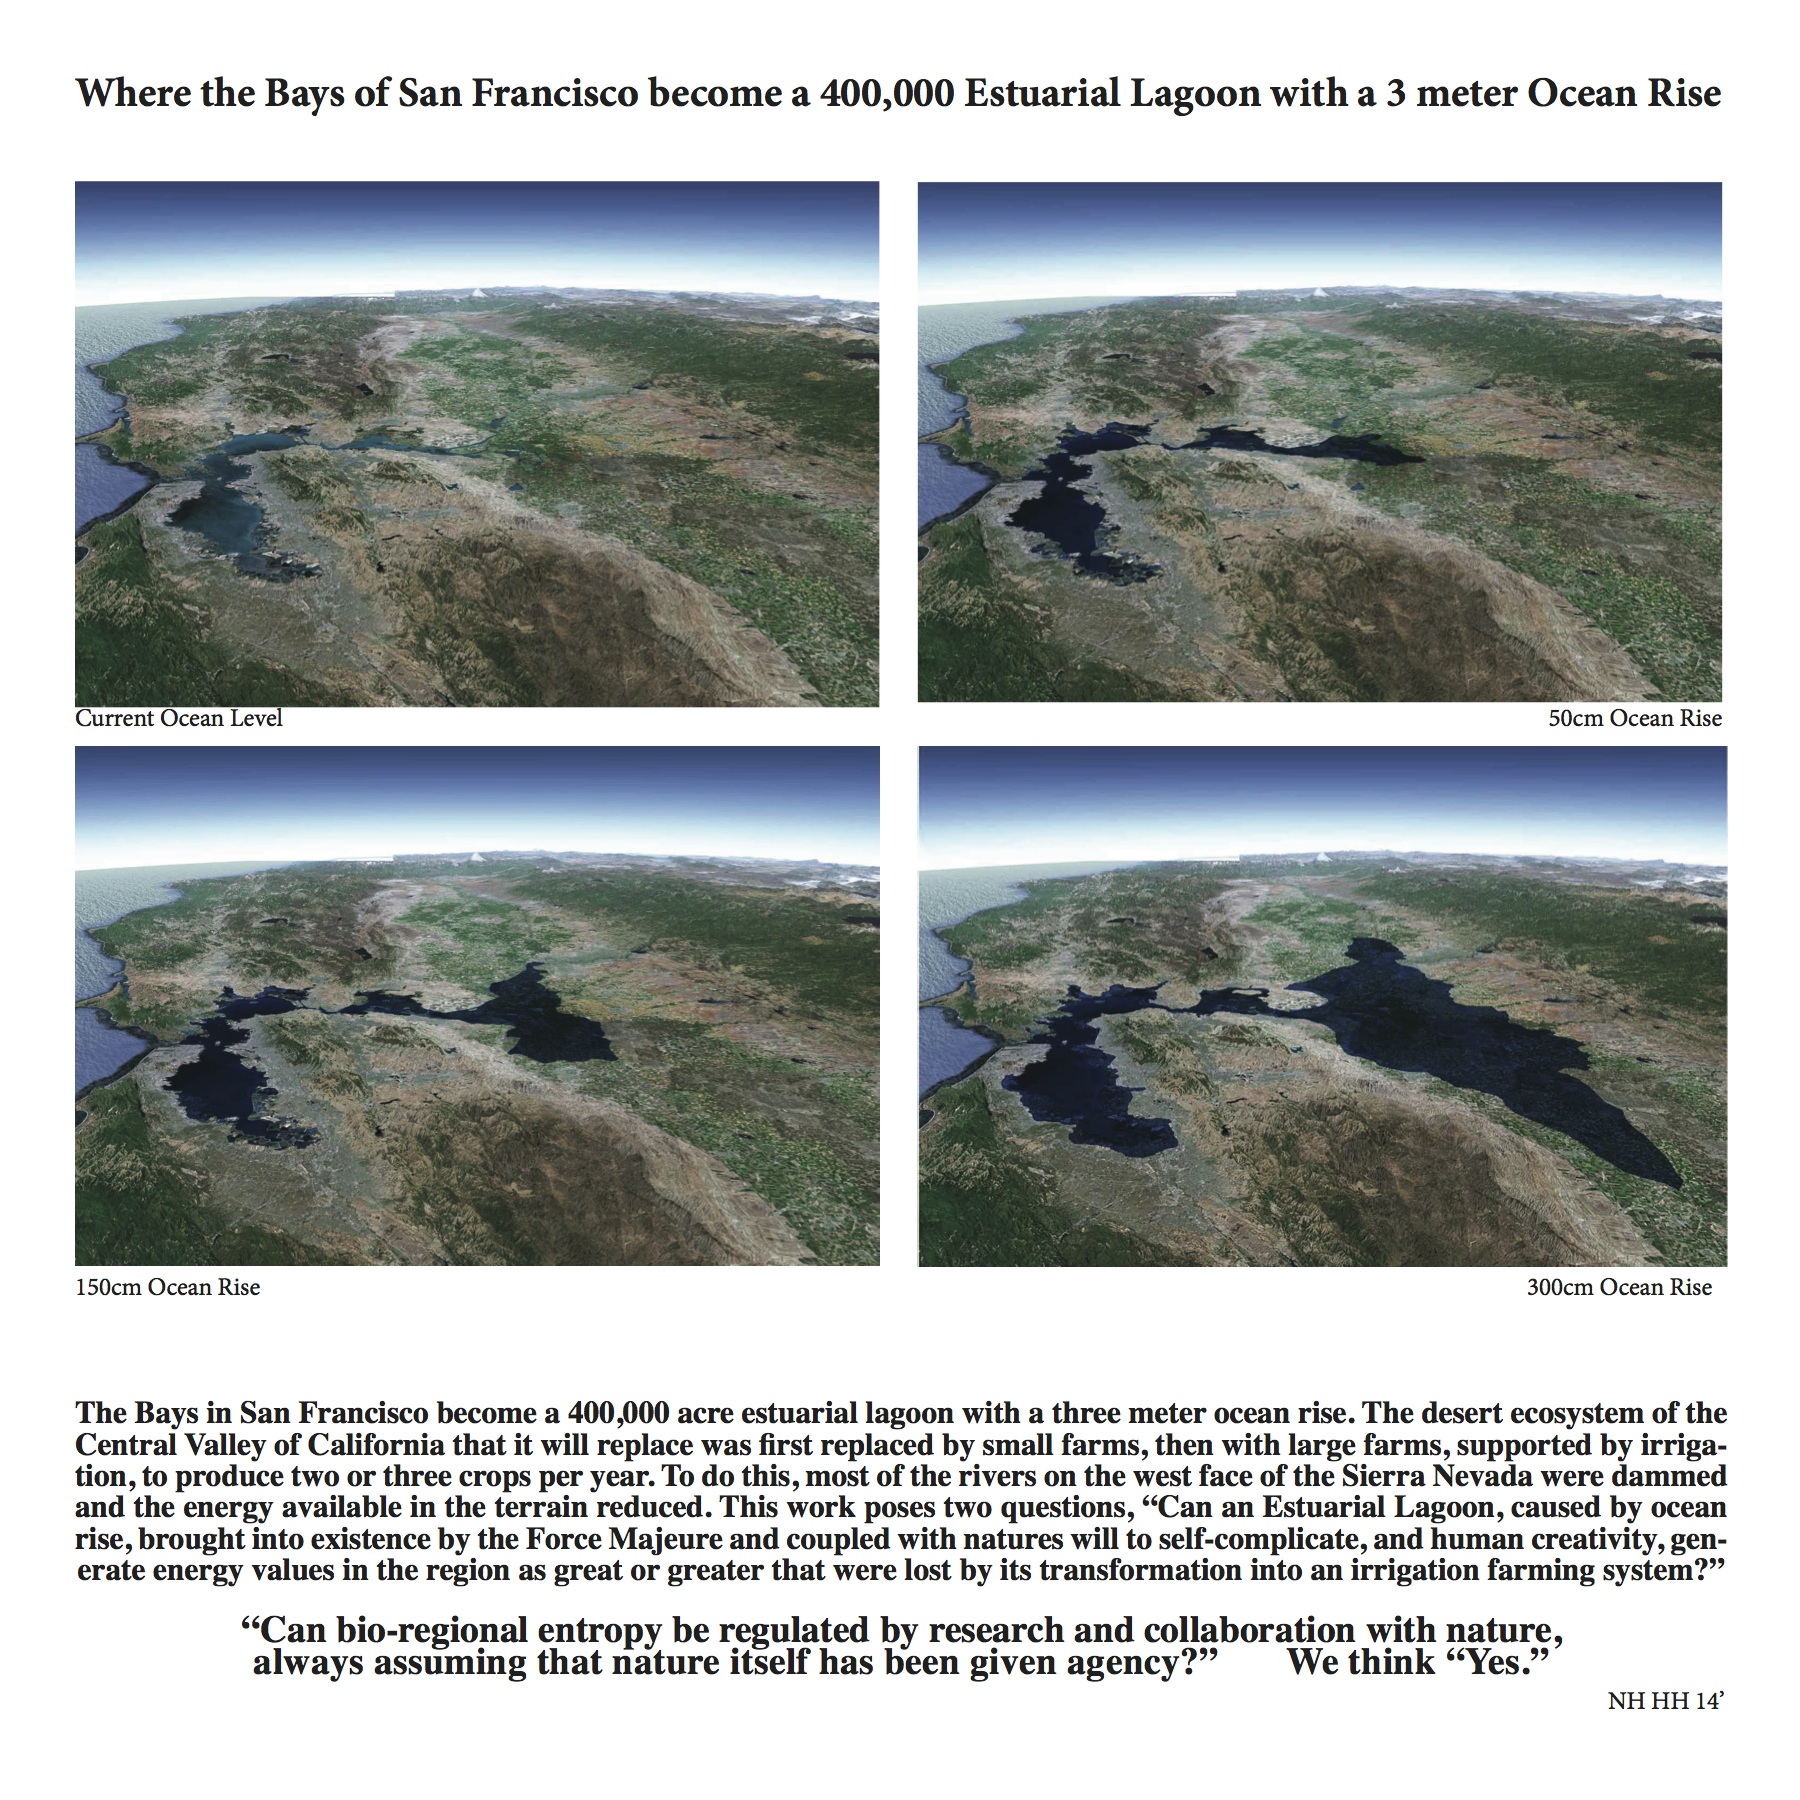 Where the Bays of San Francisco become a 400,000 Estuarial Lagoon with a 3 meter Ocean Rise
Current Ocean Level
50cm Ocean Rise
150cm Ocean Rise
300cm Ocean Rise
The Bays in San Francisco become a 400,000 acre estuarial lagoon with a three meter ocean rise. The desert ecosystem of the
Central Valley of California that it will replace was first replaced by small farms, then with large farms, supported by irriga-
tion, to produce two or three crops per year. To do this, most of the rivers on the west face of the Sierra Nevada were dammed
and the energy available in the terrain reduced. This work poses two questions, “Can an Estuarial Lagoon, caused by ocean
rise, brought into existence by the Force Majeure and coupled with natures will to self-complicate, and human creativity, gen-
erate energy values in the region as great or greater that were lost by its transformation into an irrigation farming system?”
“Can bio-regional entropy be regulated by research and collaboration with nature,
always assuming that nature itself has been given agency?” We think “Yes.”
NH HH 14’